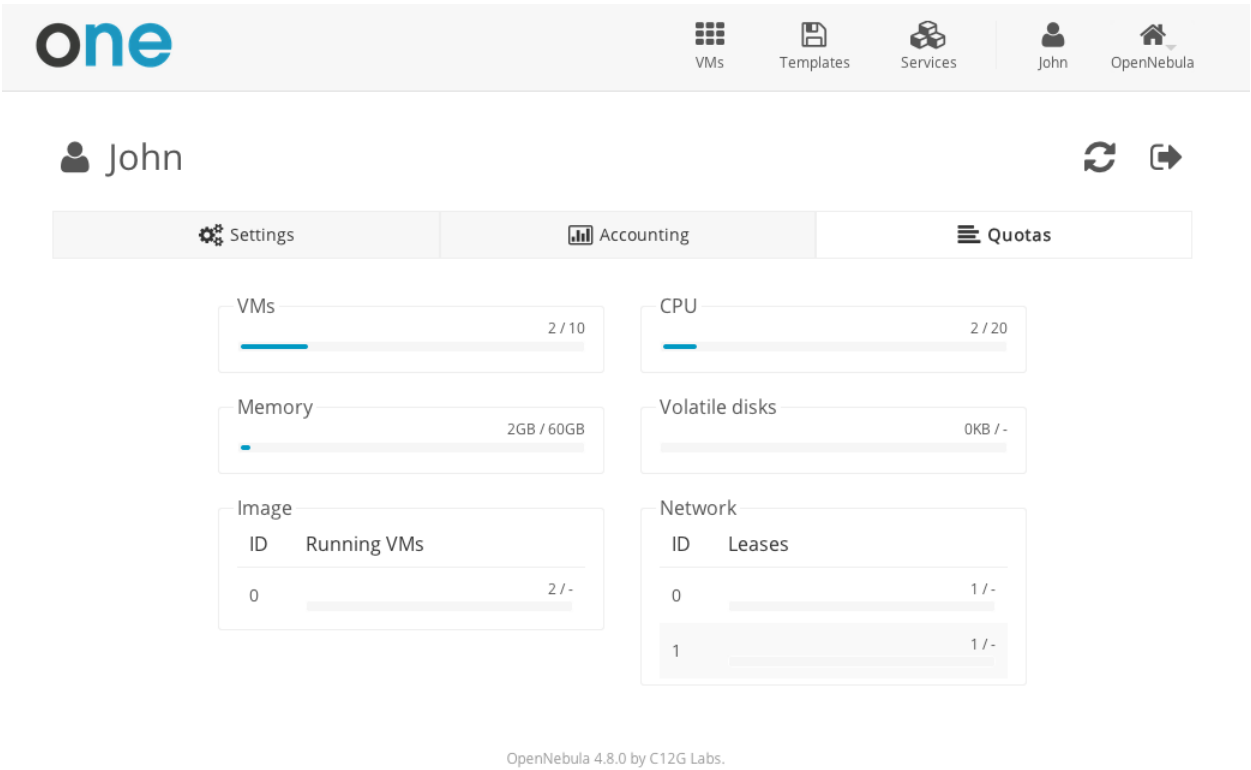 one
VMs Templates Services John OpenNebula
John
Settings Accounting Quotas
VMs
2 / 10
CPU
2 / 20
Memory
2GB / 60GB
Volatile disks
0KB / -
Image
ID Running VMs
0 2 / -
Network
ID Leases
0 1 / -
1 1 / -
OpenNebula 4.8.0 by C12G Labs.